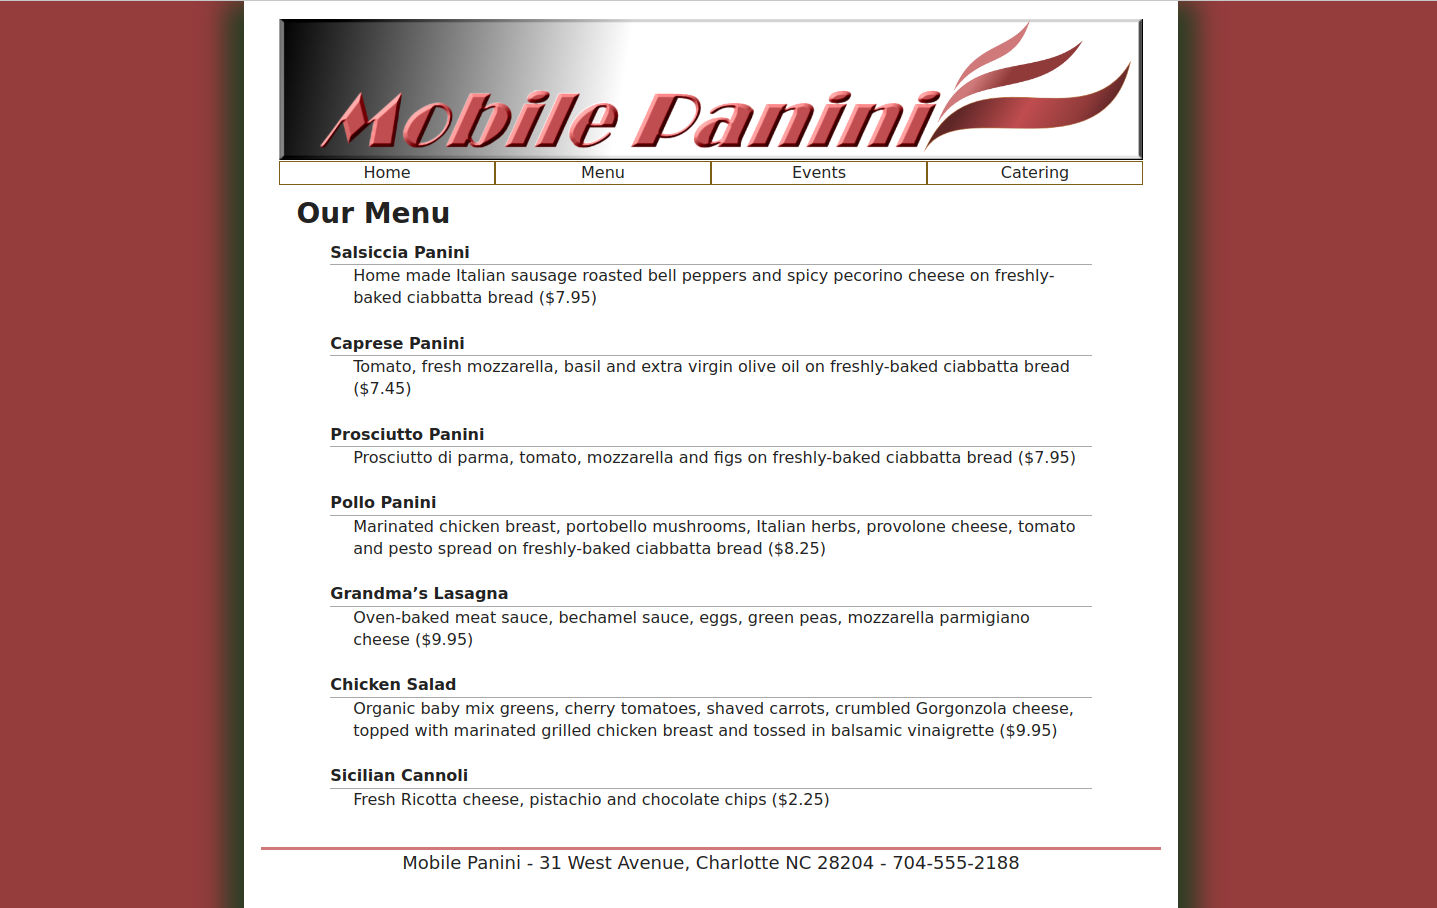 Mobile Panini
Home Menu Events Catering
Our Menu
Salsiccia Panini
Home made Italian sausage roasted bell peppers and spicy pecorino cheese on freshly-
baked ciabbatta bread ($7.95)
Caprese Panini
Tomato, fresh mozzarella, basil and extra virgin olive oil on freshly-baked ciabbatta bread
($7.45)
Prosciutto Panini
Prosciutto di parma, tomato, mozzarella and figs on freshly-baked ciabbatta bread ($7.95)
Pollo Panini
Marinated chicken breast, portobello mushrooms, Italian herbs, provolone cheese, tomato
and pesto spread on freshly-baked ciabbatta bread ($8.25)
Grandma’s Lasagna
Oven-baked meat sauce, bechamel sauce, eggs, green peas, mozzarella parmigiano
cheese ($9.95)
Chicken Salad
Organic baby mix greens, cherry tomatoes, shaved carrots, crumbled Gorgonzola cheese,
topped with marinated grilled chicken breast and tossed in balsamic vinaigrette ($9.95)
Sicilian Cannoli
Fresh Ricotta cheese, pistachio and chocolate chips ($2.25)
Mobile Panini - 31 West Avenue, Charlotte NC 28204 - 704-555-2188